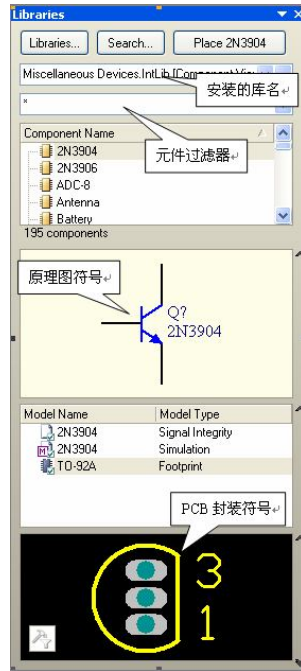 Libraries
Libraries... Search... Place 2N3904
Miscellaneous Devices.IntLib [Component View
安装的库名
*
元件过滤器
Component Name
2N3904
2N3906
ADC-8
Antenna
Battery
195 components
原理图符号
Q?
2N3904
Model Name Model Type
2N3904 Signal Integrity
2N3904 Simulation
TO-92A Footprint
PCB 封装符号
3
1